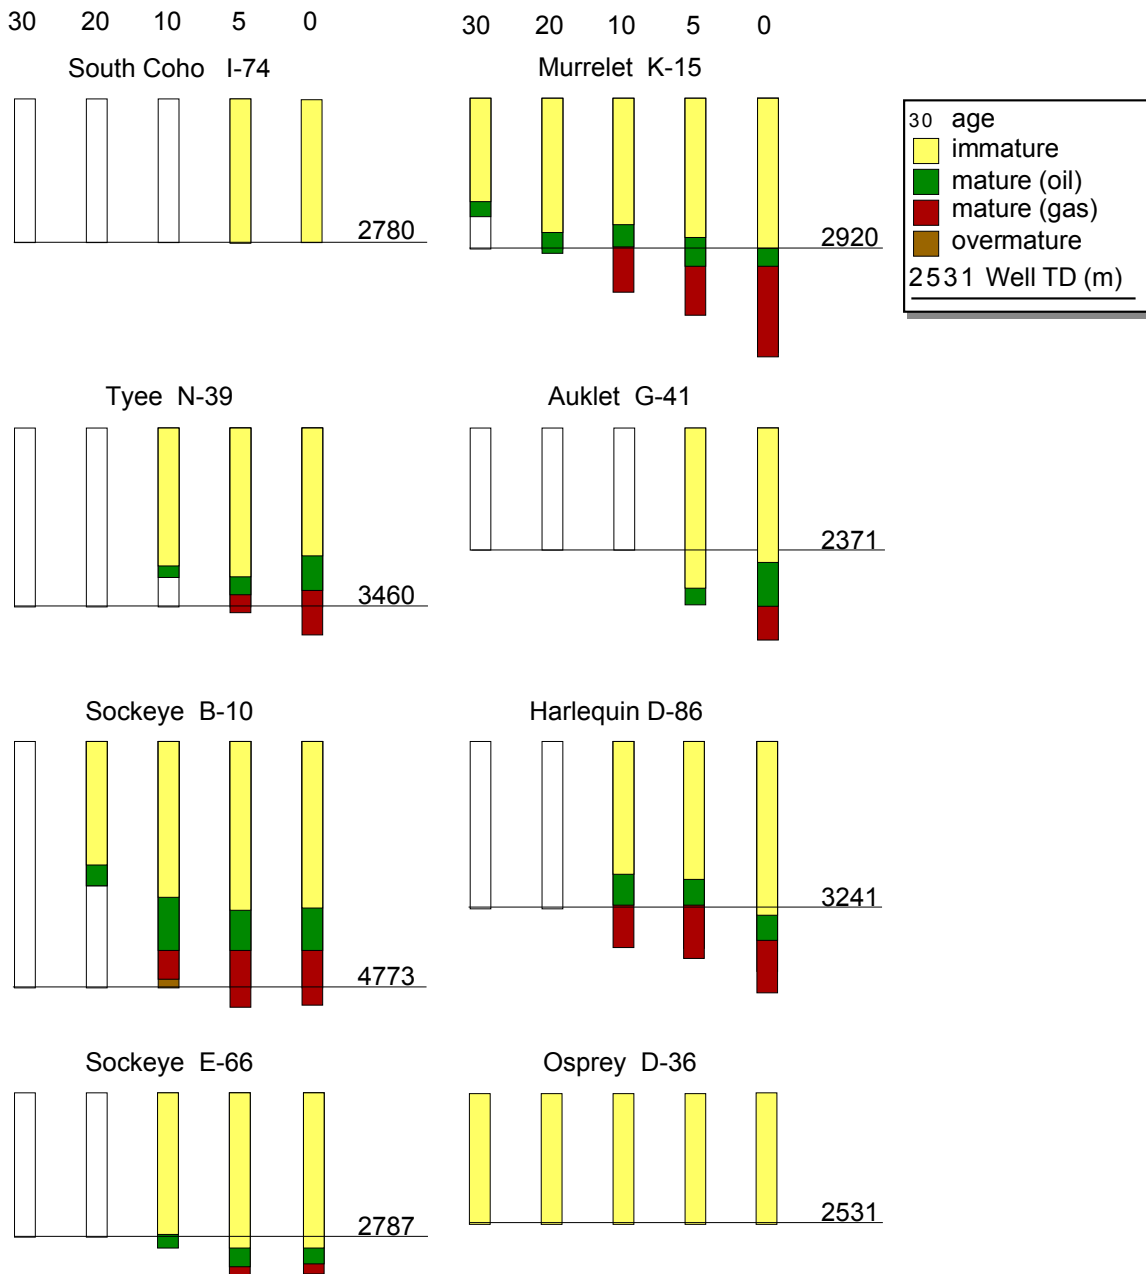 30 20 10 5 0
30 20 10 5 0
South Coho I-74
Murrelet K-15
30 age
immature
mature (oil)
mature (gas)
overmature
2531 Well TD (m)
2780
2920
Tyee N-39
Auklet G-41
3460
2371
Sockeye B-10
Harlequin D-86
4773
3241
Sockeye E-66
Osprey D-36
2787
2531